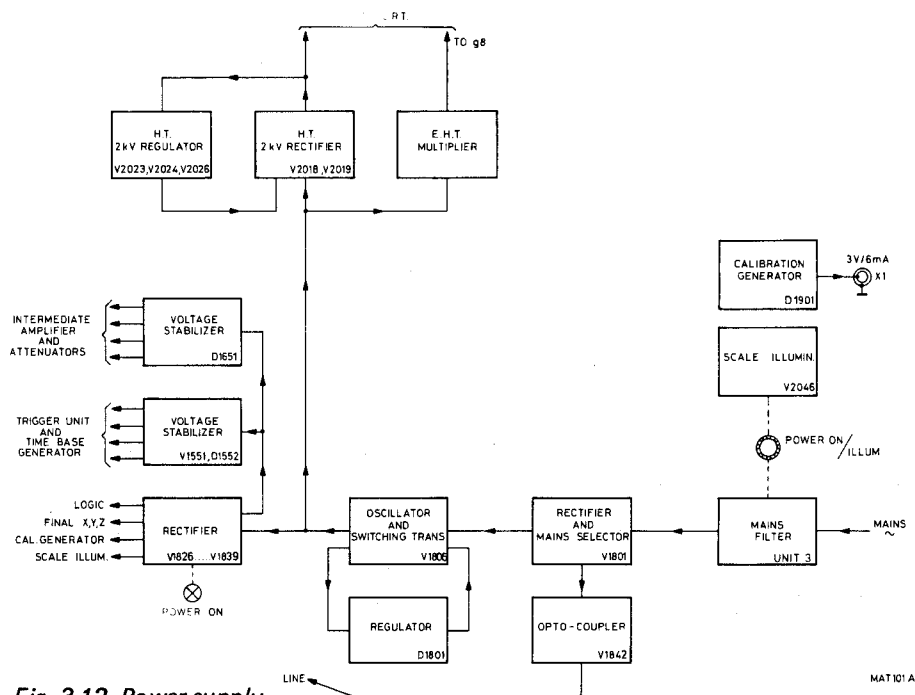 .R.T.
TO g8
H.T.
2kV REGULATOR
V2023,V2024,V2026
H.T.
2kV RECTIFIER
V2018,V2019
E.H.T.
MULTIPLIER
CALIBRATION
GENERATOR
D1901
3V/6mA
X1
INTERMEDIATE
AMPLIFIER
AND
ATTENUATORS
VOLTAGE
STABILIZER
D1651
SCALE ILLUMIN.
V2046
TRIGGER UNIT
AND
TIME BASE
GENERATOR
VOLTAGE
STABILIZER
V1551,D1552
POWER ON/
ILLUM
LOGIC
FINAL X,Y,Z
CAL.GENERATOR
SCALE ILLUM.
RECTIFIER
V1826....V1839
OSCILLATOR
AND
SWITCHING TRANS
V1806
RECTIFIER
AND
MAINS SELECTOR
V1801
MAINS
FILTER
UNIT 3
MAINS
~
POWER ON
REGULATOR
D1801
OPTO-COUPLER
V1842
LINE
MAT101A
Fig. 3.12 Power supply